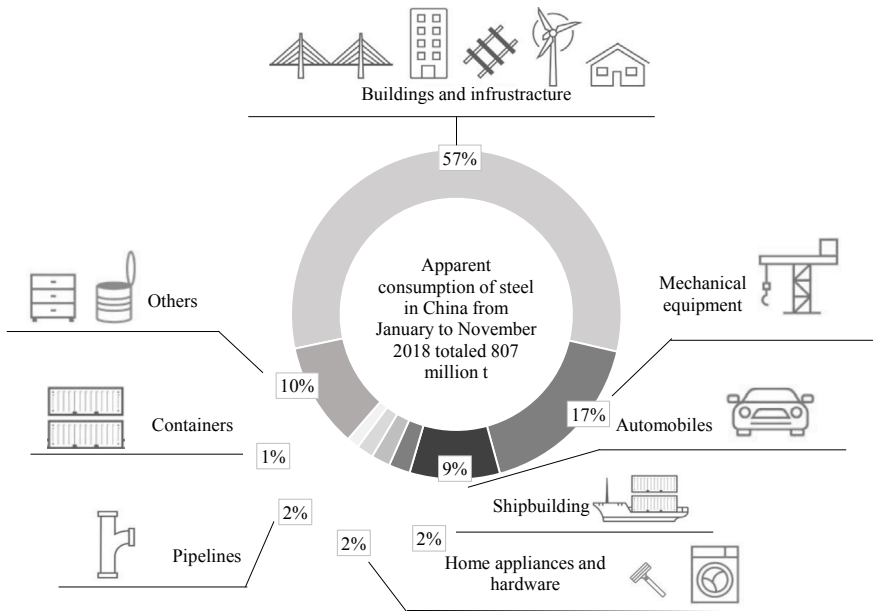 Buildings and infrustracture
57%
Apparent
consumption of steel
in China from
January to November
2018 totaled 807
million t
Mechanical
equipment
Others
10%
17%
Automobiles
Containers
1%
9%
Shipbuilding
2%
2%
2%
Pipelines
Home appliances and
hardware